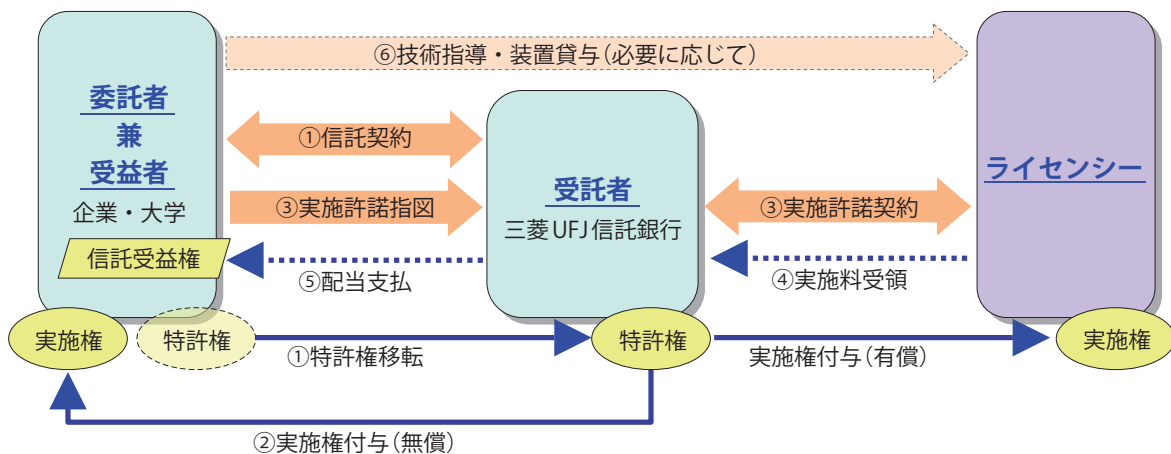 ⑥技術指導・装置貸与(必要に応じて)
委託者
兼
受益者
企業・大学
信託受益権
①信託契約
③実施許諾指図
⑤配当支払
受託者
三菱UFJ信託銀行
③実施許諾契約
④実施料受領
ライセンシー
実施権
特許権
①特許権移転
特許権
実施権付与(有償)
実施権
②実施権付与(無償)